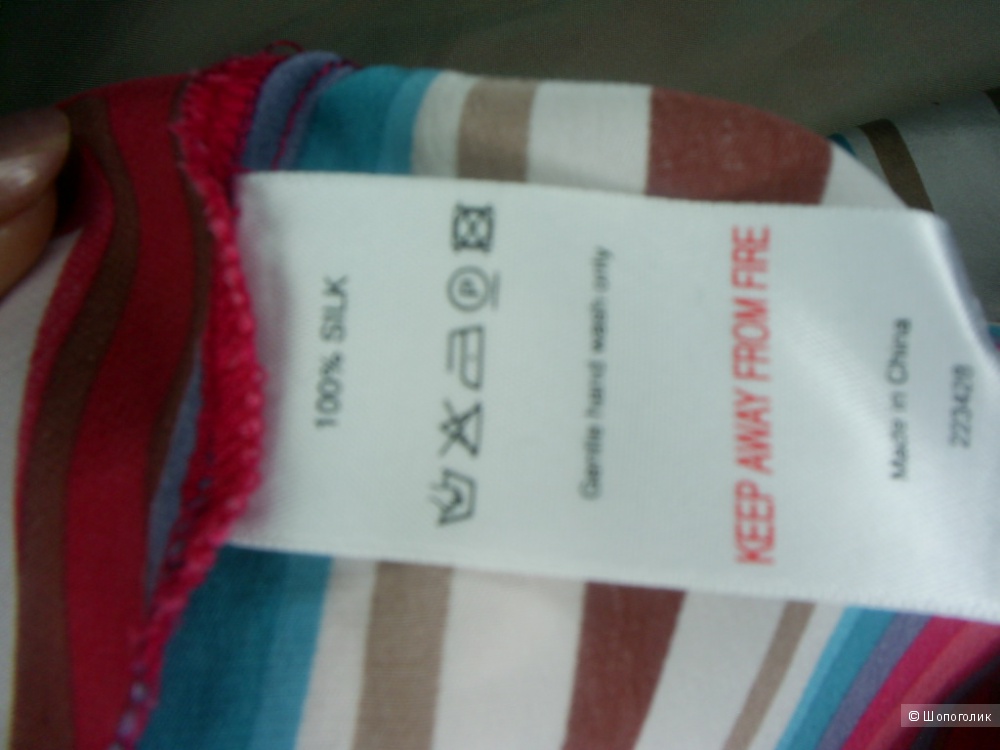 100% SILK
P
Gentle hand wash only
KEEP AWAY FROM FIRE
Made in China
223428
© Шопоголик